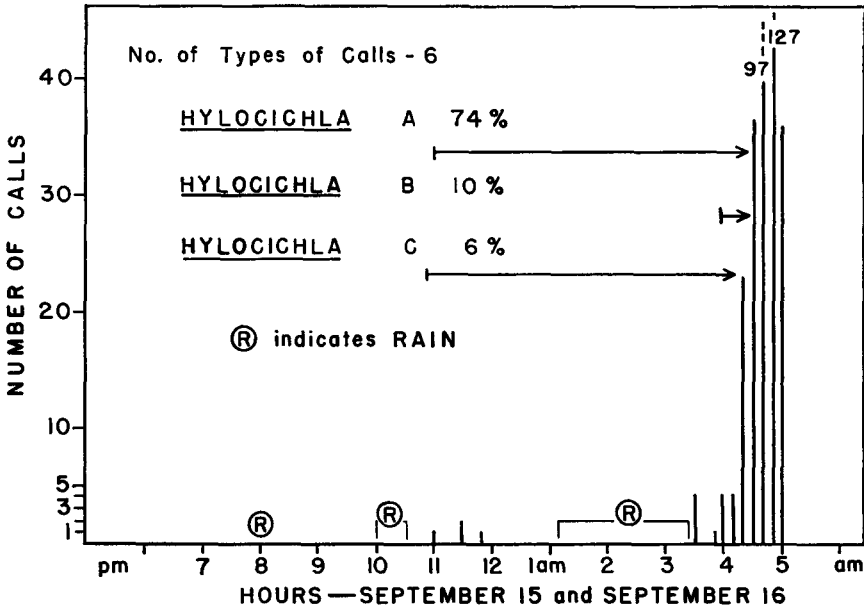 No. of Types of Calls - 6
127
97
HYLOCICHLA A 74 %
HYLOCICHLA B 10 %
HYLOCICHLA C 6 %
R indicates RAIN
NUMBER OF CALLS
40
30
20
10
5
3
1
R
R
R
pm 7 8 9 10 11 12 1am 2 3 4 5 am
HOURS — SEPTEMBER 15 and SEPTEMBER 16